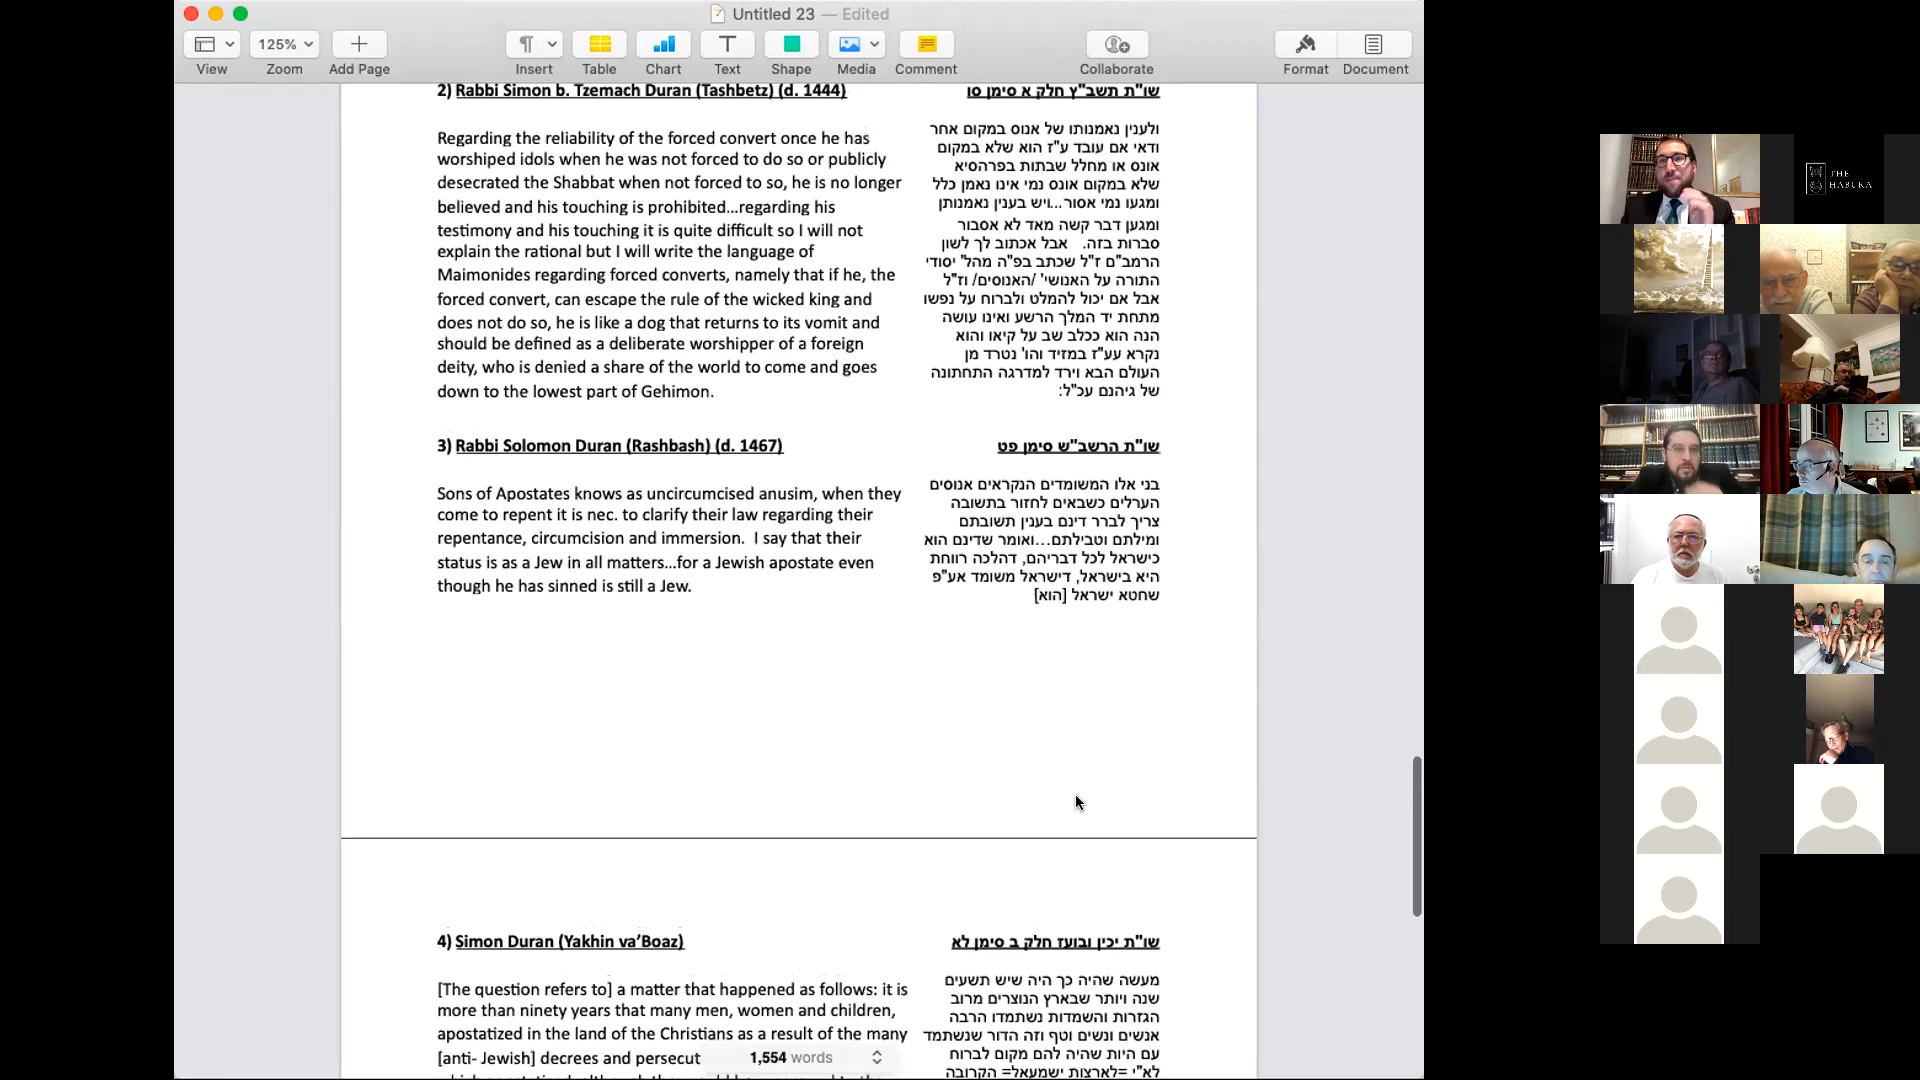 Untitled 23 — Edited
View
125%
Zoom
Add Page
Insert
Table
Chart
Text
Shape
Media
Comment
Collaborate
Format
Document
2) Rabbi Simon b. Tzemach Duran (Tashbetz) (d. 1444)
Regarding the reliability of the forced convert once he has
worshiped idols when he was not forced to do so or publicly
desecrated the Shabbat when not forced to so, he is no longer
believed and his touching is prohibited...regarding his
testimony and his touching it is quite difficult so I will not
explain the rational but I will write the language of
Maimonides regarding forced converts, namely that if he, the
forced convert, can escape the rule of the wicked king and
does not do so, he is like a dog that returns to its vomit and
should be defined as a deliberate worshipper of a foreign
deity, who is denied a share of the world to come and goes
down to the lowest part of Gehimon.
שו"ת תשב"ץ חלק א סימן סו
ולענין נאמנותו של אנוס במקום אחר
ודאי אם עובד ע"ז הוא שלא במקום
אונס או מחלל שבתות בפרהסיא
שלא במקום אונס נמי אינו נאמן כלל
ומגעו נמי אסור...ויש בענין נאמנותן
ומגען דבר קשה מאד לא אסבור
סברות בזה. אבל אכתוב לך לשון
הרמב"ם ז"ל שכתב בפ"ה מהל' יסודי
התורה על האנושי' /האנוסים/ וז"ל
אבל אם יכול להמלט ולברוח על נפשו
מתחת יד המלך הרשע ואינו עושה
הנה הוא ככלב שב על קיאו והוא
נקרא עע"ז במזיד והו' נטרד מן
העולם הבא וירד למדרגה התחתונה
של גיהנם עכ"ל:
3) Rabbi Solomon Duran (Rashbash) (d. 1467)
Sons of Apostates knows as uncircumcised anusim, when they
come to repent it is nec. to clarify their law regarding their
repentance, circumcision and immersion. I say that their
status is as a Jew in all matters...for a Jewish apostate even
though he has sinned is still a Jew.
שו"ת הרשב"ש סימן פט
בני אלו המשומדים הנקראים אנוסים
הערלים כשבאים לחזור בתשובה
צריך לברר דינם בענין תשובתם
ומילתם וטבילתם...ואומר שדינם הוא
כישראל לכל דבריהם, דהלכה רווחת
היא בישראל, דישראל משומד אע"פ
שחטא ישראל [הוא]
4) Simon Duran (Yakhin va’Boaz)
[The question refers to] a matter that happened as follows: it is
more than ninety years that many men, women and children,
apostatized in the land of the Christians as a result of the many
[anti- Jewish] decrees and persecut
שו"ת יכין ובועז חלק ב סימן לא
מעשה שהיה כך היה שיש תשעים
שנה ויותר שבארץ הנוצרים מרוב
הגזרות והשמדות נשתמדו הרבה
אנשים ונשים וטף וזה הדור שנשתמד
עם היות שהיה להם מקום לברוח
לא"י =לארצות ישמעאל= הקרובה
1,554 words
THE
HABURA